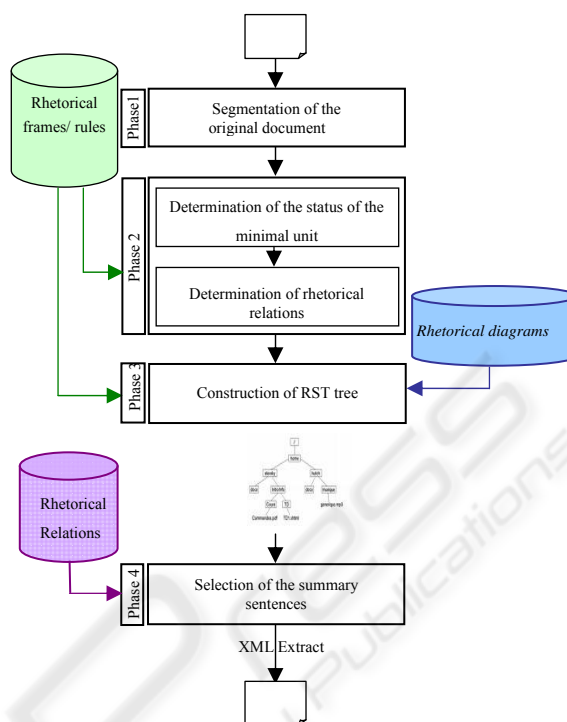 Rhetorical
frames/ rules
Phase1
Segmentation of the
original document
Phase 2
Determination of the status of the
minimal unit
Determination of rhetorical
relations
Rhetorical diagrams
Phase 3
Construction of RST tree
/
home
Rhetorical
Relations
Phase 4
Selection of the summary
sentences
XML Extract